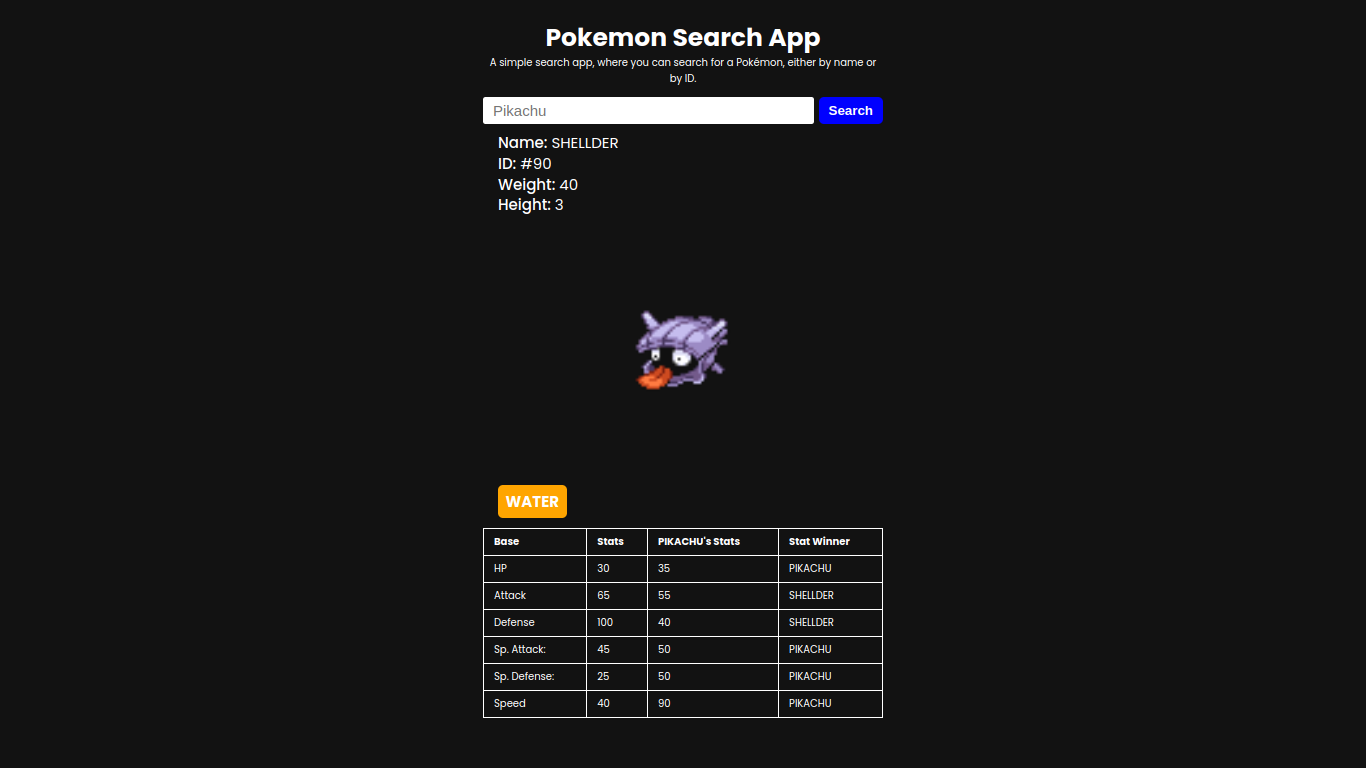 Pokemon Search App
A simple search app, where you can search for a Pokémon, either by name or
by ID.
Pikachu Search
Name: SHELLDER
ID: #90
Weight: 40
Height: 3
WATER
Base Stats PIKACHU's Stats Stat Winner
HP 30 35 PIKACHU
Attack 65 55 SHELLDER
Defense 100 40 SHELLDER
Sp. Attack: 45 50 PIKACHU
Sp. Defense: 25 50 PIKACHU
Speed 40 90 PIKACHU